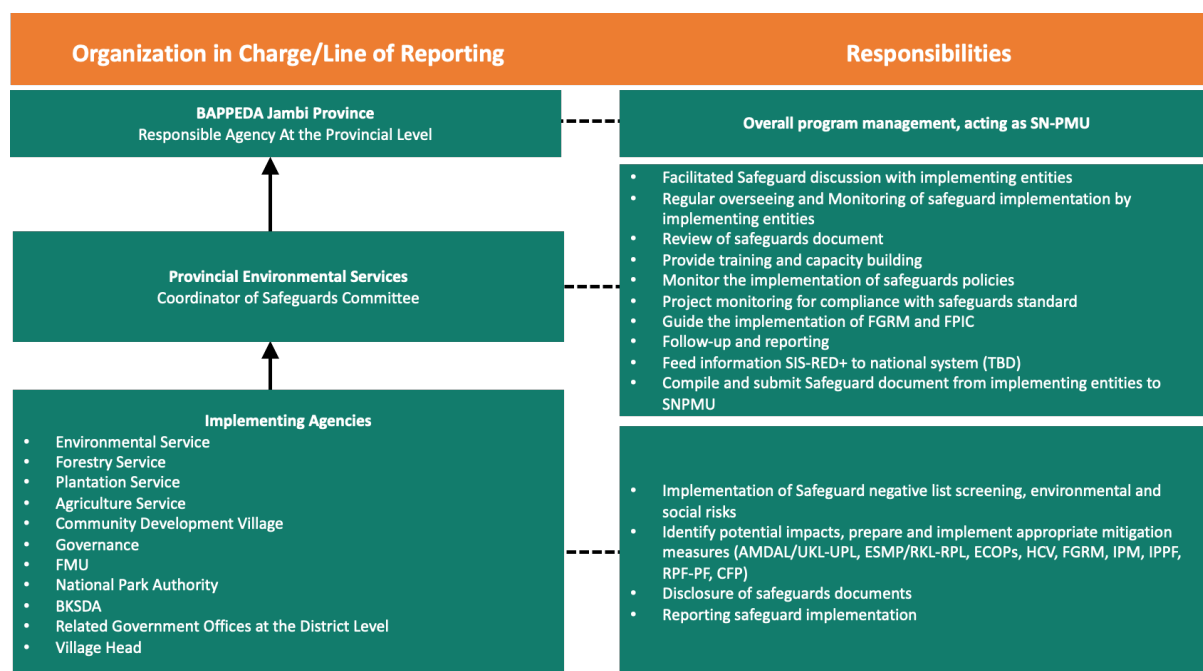 Organization in Charge/Line of Reporting
Responsibilities
BAPPEDA Jambi Province
Responsible Agency At the Provincial Level
Overall program management, acting as SN-PMU
Provincial Environmental Services
Coordinator of Safeguards Committee
• Facilitated Safeguard discussion with implementing entities
• Regular overseeing and Monitoring of safeguard implementation by
implementing entities
• Review of safeguards document
• Provide training and capacity building
• Monitor the implementation of safeguards policies
• Project monitoring for compliance with safeguards standard
• Guide the implementation of FGRM and FPIC
• Follow-up and reporting
• Feed information SIS-RED+ to national system (TBD)
• Compile and submit Safeguard document from implementing entities to
SNPMU
Implementing Agencies
• Environmental Service
• Forestry Service
• Plantation Service
• Agriculture Service
• Community Development Village
• Governance
• FMU
• National Park Authority
• BKSDA
• Related Government Offices at the District Level
• Village Head
• Implementation of Safeguard negative list screening, environmental and
social risks
• Identify potential impacts, prepare and implement appropriate mitigation
measures (AMDAL/UKL-UPL, ESMP/RKL-RPL, ECOPs, HCV, FGRM, IPM, IPPF,
RPF-PF, CFP)
• Disclosure of safeguards documents
• Reporting safeguard implementation